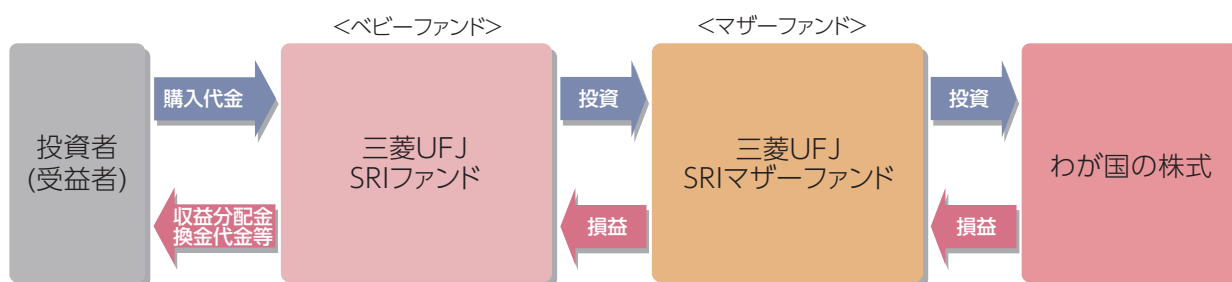 <ベビーファンド>
<マザーファンド>
投資者
(受益者)
購入代金
収益分配金
換金代金等
三菱UFJ
SRIファンド
投資
損益
三菱UFJ
SRIマザーファンド
投資
損益
わが国の株式